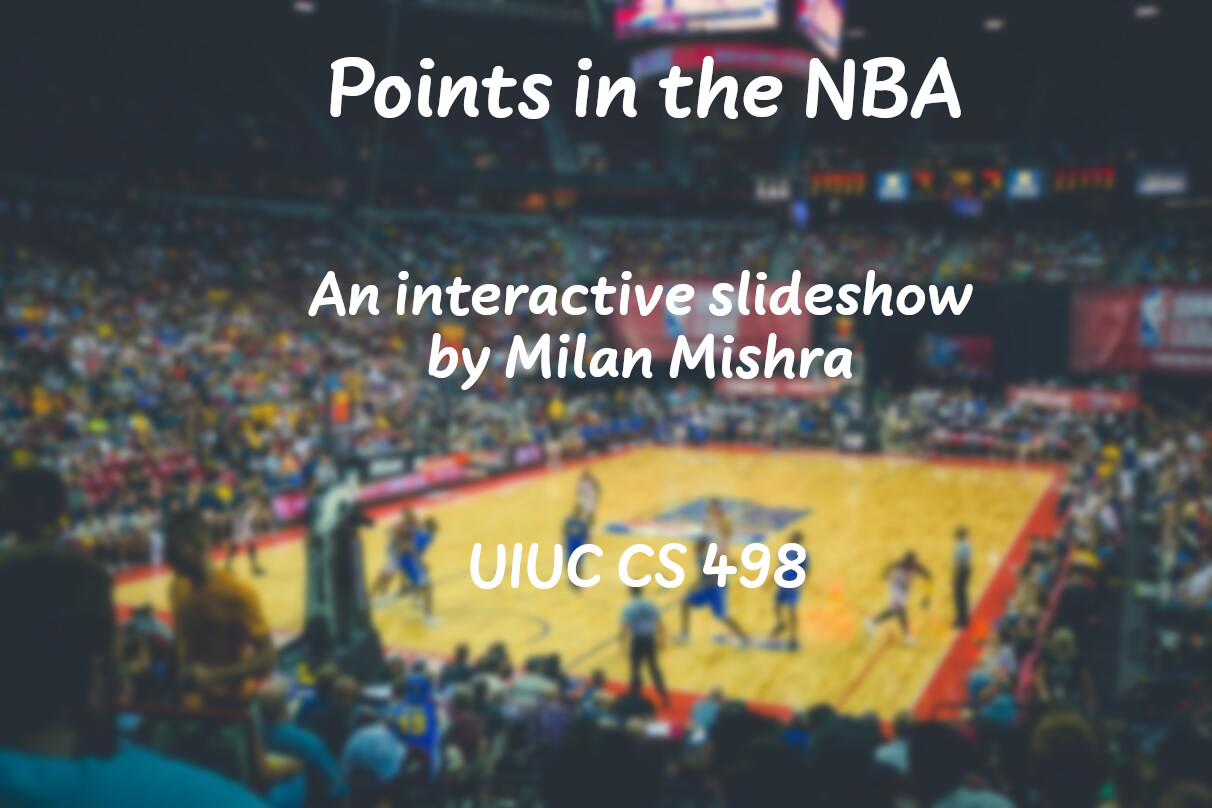 Points in the NBA
An interactive slideshow
by Milan Mishra
UIUC CS 498